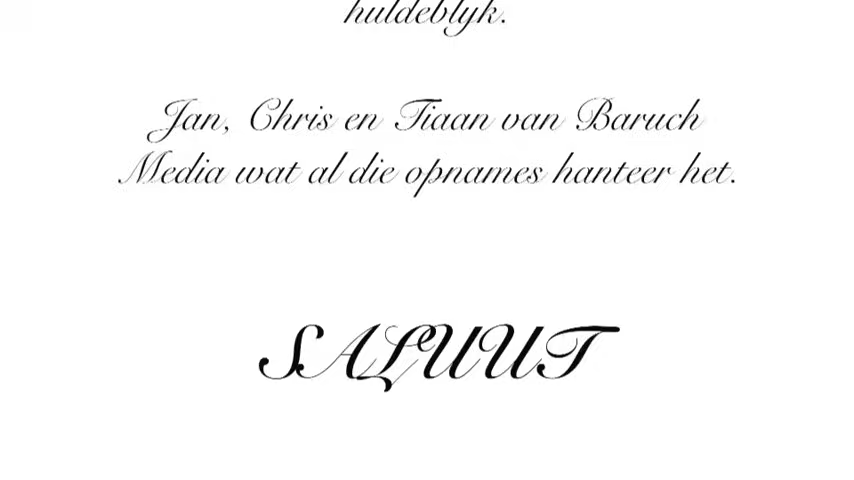 huldeblyk.
Jan, Chris en Tiaan van Baruch
Media wat al die opnames hanteer het.
SALUUT